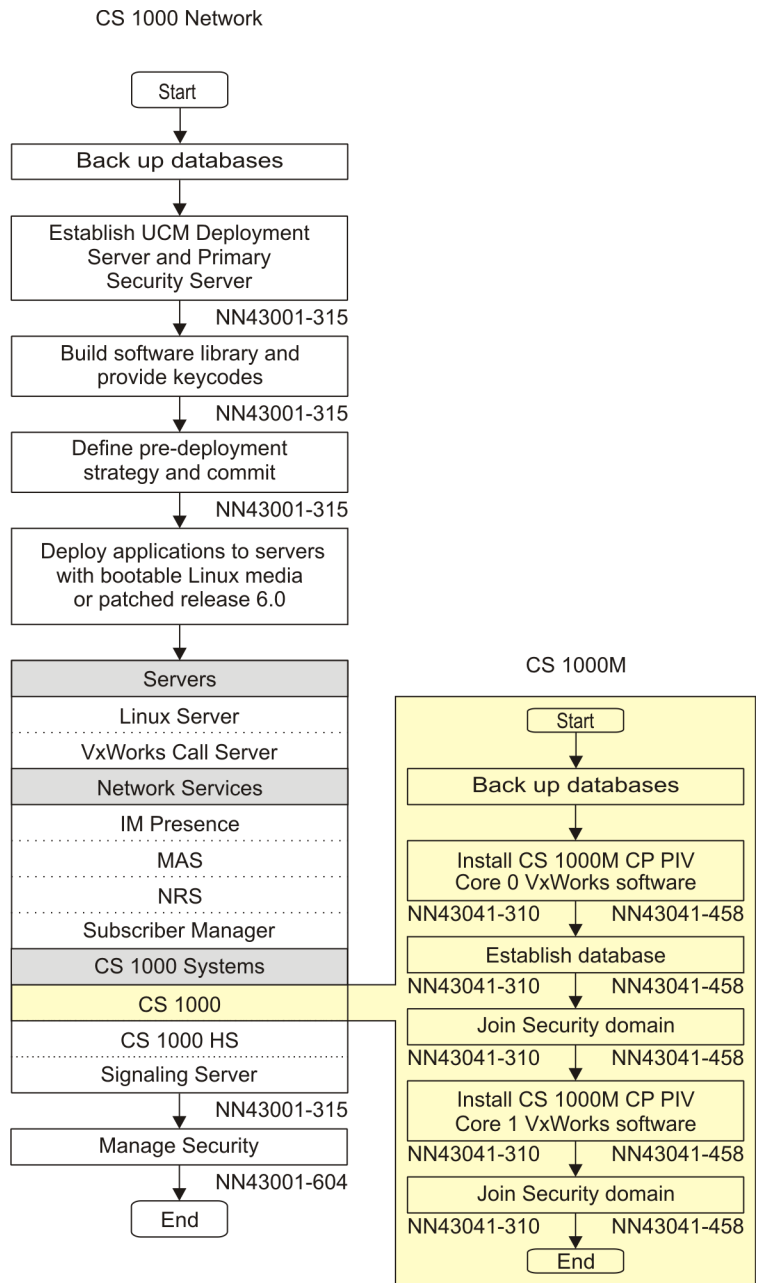 CS 1000 Network
Start
Back up databases
Establish UCM Deployment
Server and Primary
Security Server
NN43001-315
Build software library and
provide keycodes
NN43001-315
Define pre-deployment
strategy and commit
NN43001-315
Deploy applications to servers
with bootable Linux media
or patched release 6.0
Servers
Linux Server
VxWorks Call Server
Network Services
IM Presence
MAS
NRS
Subscriber Manager
CS 1000 Systems
CS 1000
CS 1000 HS
Signaling Server
NN43001-315
Manage Security
NN43001-604
End
CS 1000M
Start
Back up databases
Install CS 1000M CP PIV
Core 0 VxWorks software
NN43041-310 NN43041-458
Establish database
NN43041-310 NN43041-458
Join Security domain
NN43041-310 NN43041-458
Install CS 1000M CP PIV
Core 1 VxWorks software
NN43041-310 NN43041-458
Join Security domain
NN43041-310 NN43041-458
End